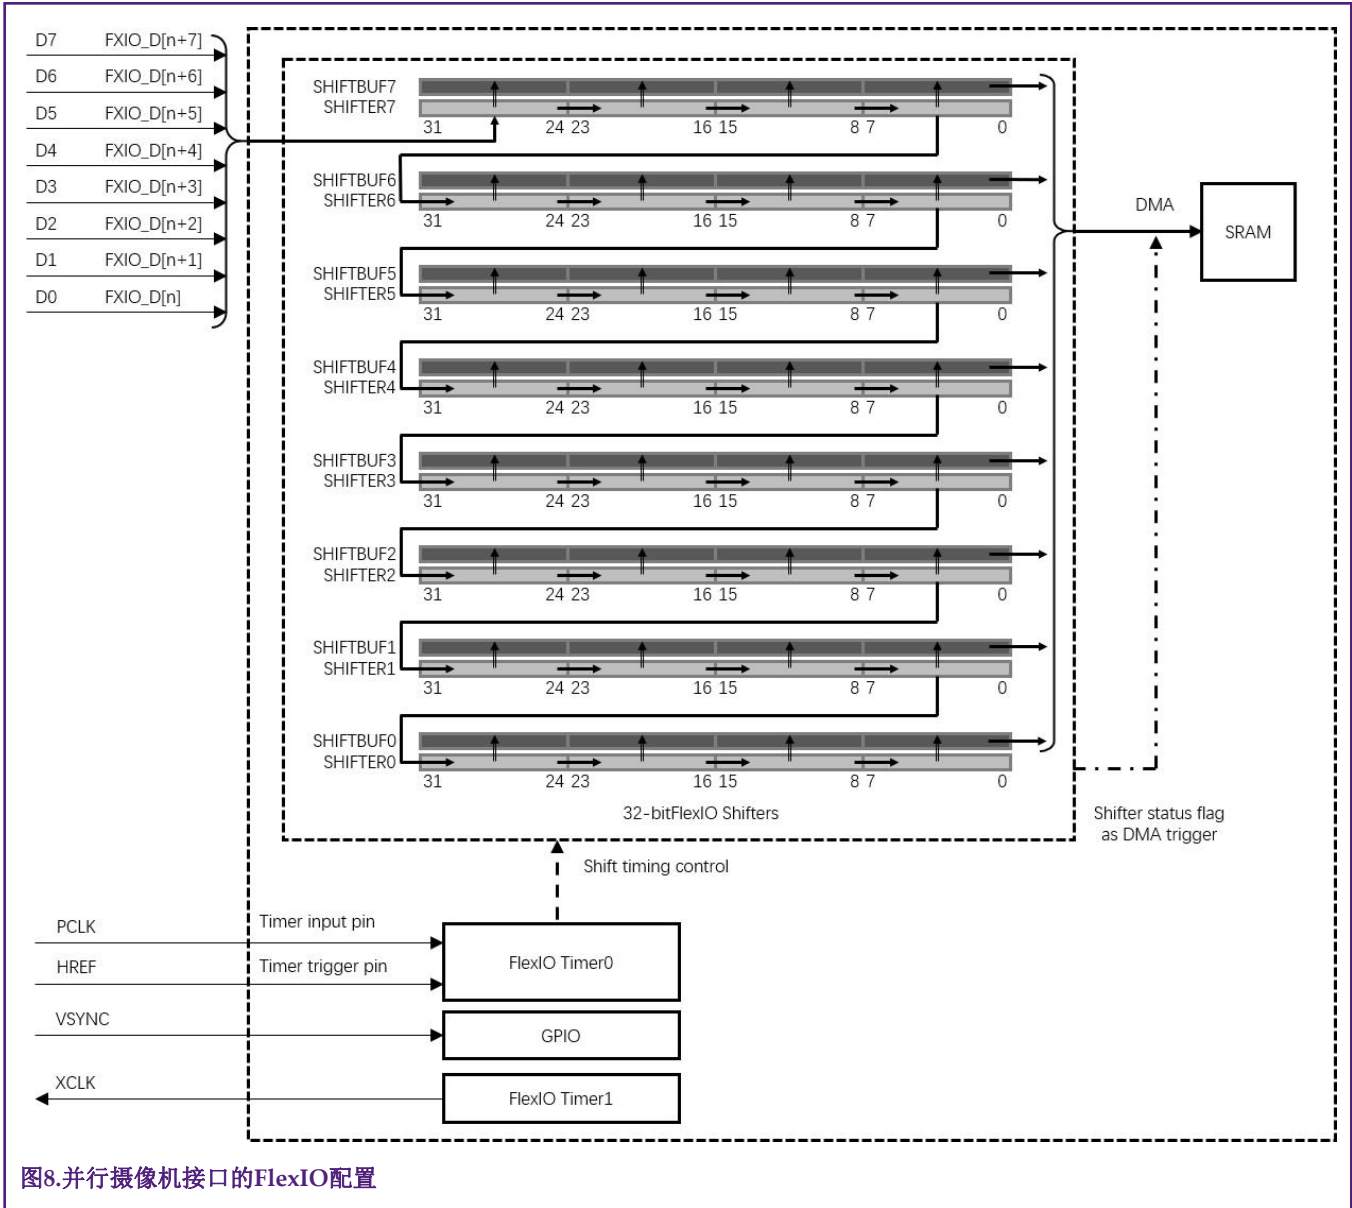 D7 FXIO_D[n+7]
D6 FXIO_D[n+6]
D5 FXIO_D[n+5]
D4 FXIO_D[n+4]
D3 FXIO_D[n+3]
D2 FXIO_D[n+2]
D1 FXIO_D[n+1]
D0 FXIO_D[n]
SHIFTBUF7
SHIFTER7
31 24 23 16 15 8 7 0
SHIFTBUF6
SHIFTER6
31 24 23 16 15 8 7 0
SHIFTBUF5
SHIFTER5
31 24 23 16 15 8 7 0
SHIFTBUF4
SHIFTER4
31 24 23 16 15 8 7 0
SHIFTBUF3
SHIFTER3
31 24 23 16 15 8 7 0
SHIFTBUF2
SHIFTER2
31 24 23 16 15 8 7 0
SHIFTBUF1
SHIFTER1
31 24 23 16 15 8 7 0
SHIFTBUF0
SHIFTER0
31 24 23 16 15 8 7 0
32-bitFlexIO Shifters
DMA
SRAM
Shifter status flag
as DMA trigger
Shift timing control
PCLK Timer input pin
HREF Timer trigger pin
FlexIO Timer0
VSYNC
GPIO
XCLK
FlexIO Timer1
图8.并行摄像机接口的FlexIO配置